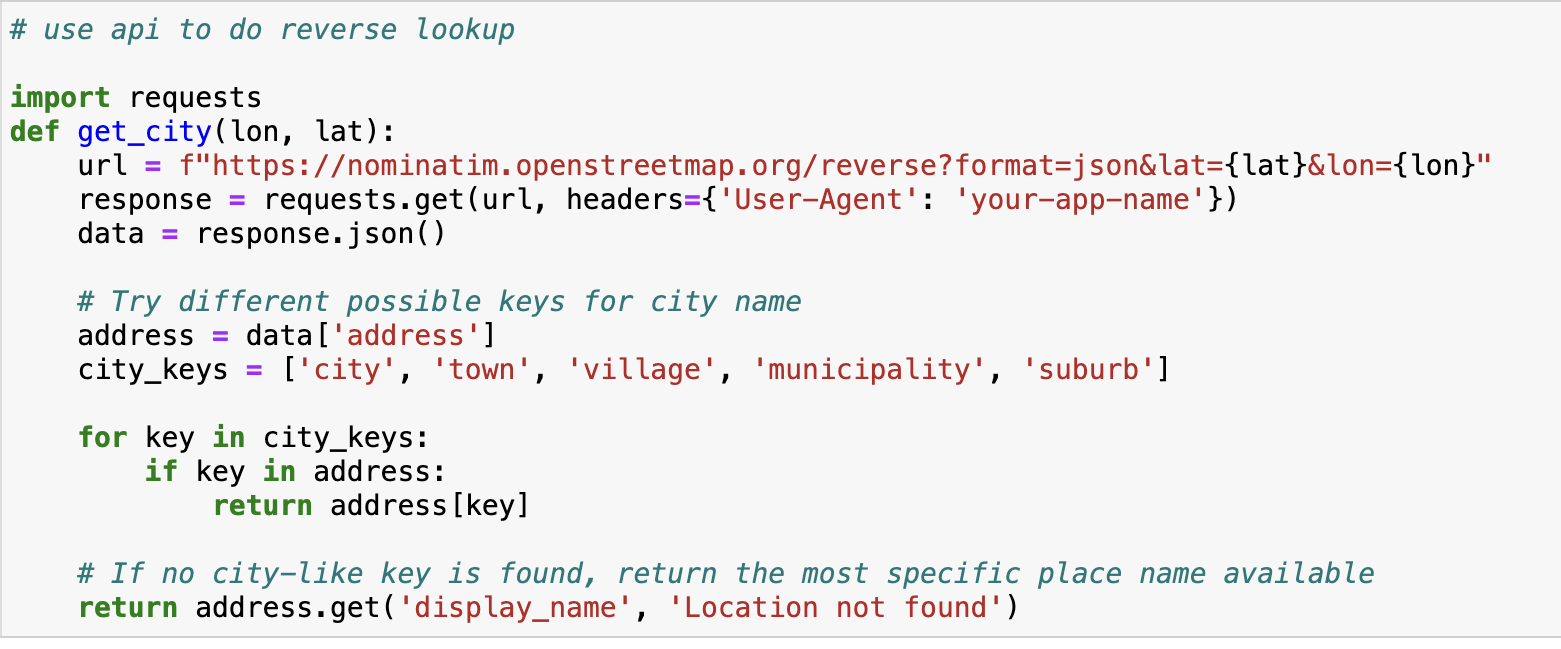 # use api to do reverse lookup
import requests
def get_city(lon, lat):
    url = f"https://nominatim.openstreetmap.org/reverse?format=json&lat={lat}&lon={lon}"
    response = requests.get(url, headers={'User-Agent': 'your-app-name'})
    data = response.json()
    # Try different possible keys for city name
    address = data['address']
    city_keys = ['city', 'town', 'village', 'municipality', 'suburb']
    for key in city_keys:
        if key in address:
            return address[key]
    # If no city-like key is found, return the most specific place name available
    return address.get('display_name', 'Location not found')